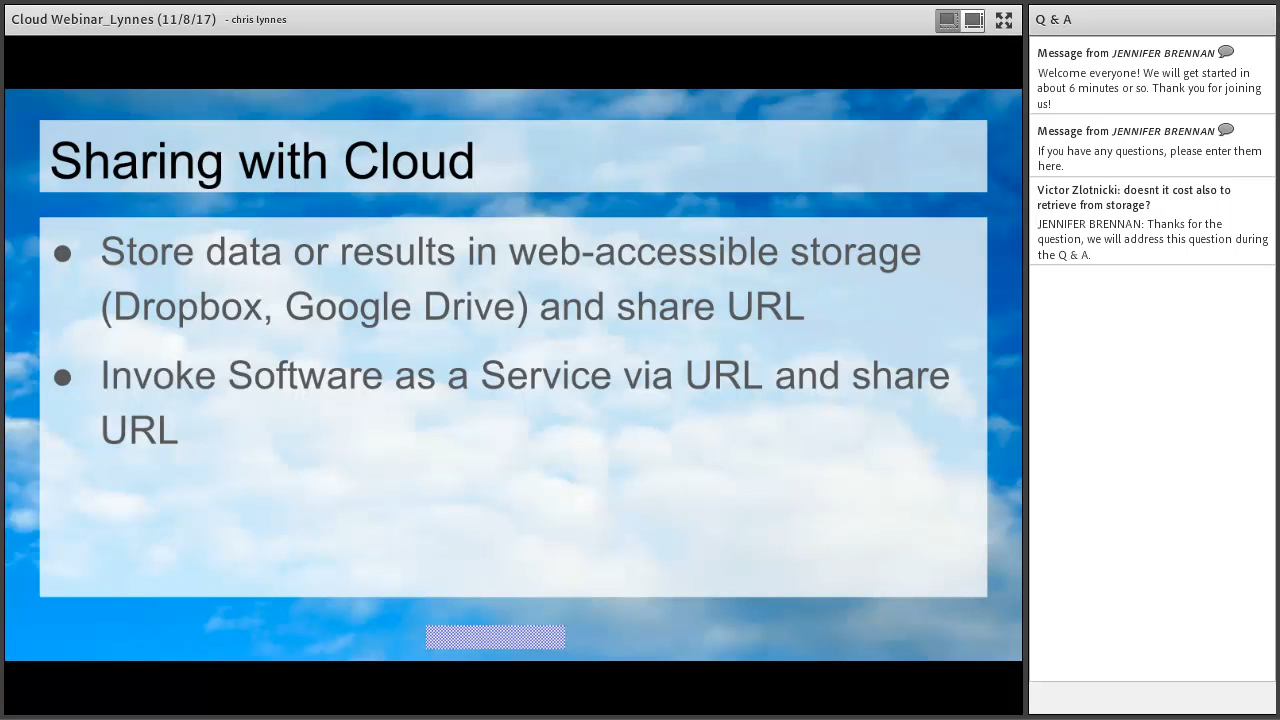 Cloud Webinar_Lynnes (11/8/17) - chris lynnes
Sharing with Cloud
● Store data or results in web-accessible storage
(Dropbox, Google Drive) and share URL
● Invoke Software as a Service via URL and share
URL
Q & A
Message from JENNIFER BRENNAN
Welcome everyone! We will get started in
about 6 minutes or so. Thank you for joining
us!
Message from JENNIFER BRENNAN
If you have any questions, please enter them
here.
Victor Zlotnicki: doesnt it cost also to
retrieve from storage?
JENNIFER BRENNAN: Thanks for the
question, we will address this question during
the Q & A.